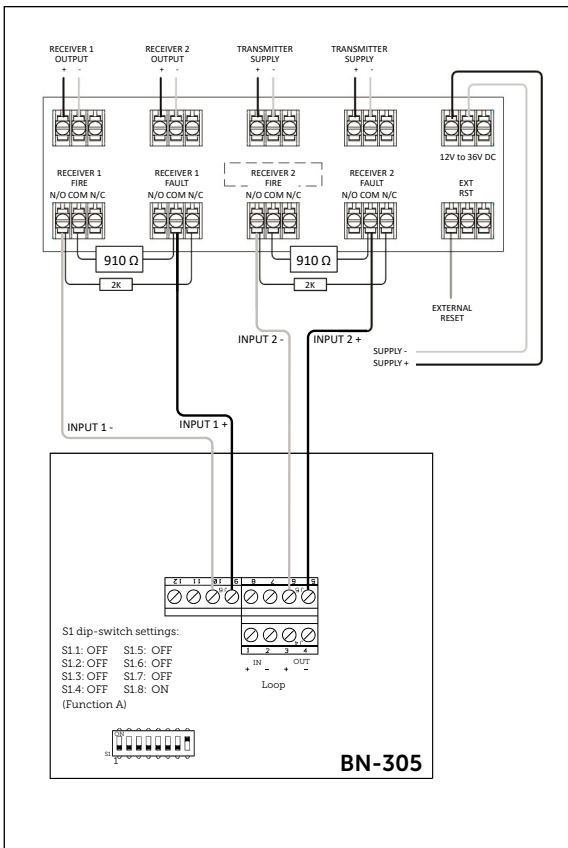 RECEIVER 1 OUTPUT
+ -
RECEIVER 2 OUTPUT
+ -
TRANSMITTER SUPPLY
+ -
TRANSMITTER SUPPLY
+ -
12V to 36V DC
RECEIVER 1 FIRE
N/O COM N/C
RECEIVER 1 FAULT
N/O COM N/C
RECEIVER 2 FIRE
N/O COM N/C
RECEIVER 2 FAULT
N/O COM N/C
EXT RST
910 Ω
2K
910 Ω
2K
EXTERNAL RESET
INPUT 2 -
INPUT 2 +
SUPPLY -
SUPPLY +
INPUT 1 -
INPUT 1 +
12 11 10 9 8 7 6 5
J6 J5
J4
1 2 3 4
IN OUT
+ - + -
Loop
S1 dip-switch settings:
S1.1: OFF S1.5: OFF
S1.2: OFF S1.6: OFF
S1.3: OFF S1.7: OFF
S1.4: OFF S1.8: ON
(Function A)
ON
S1
1
BN-305